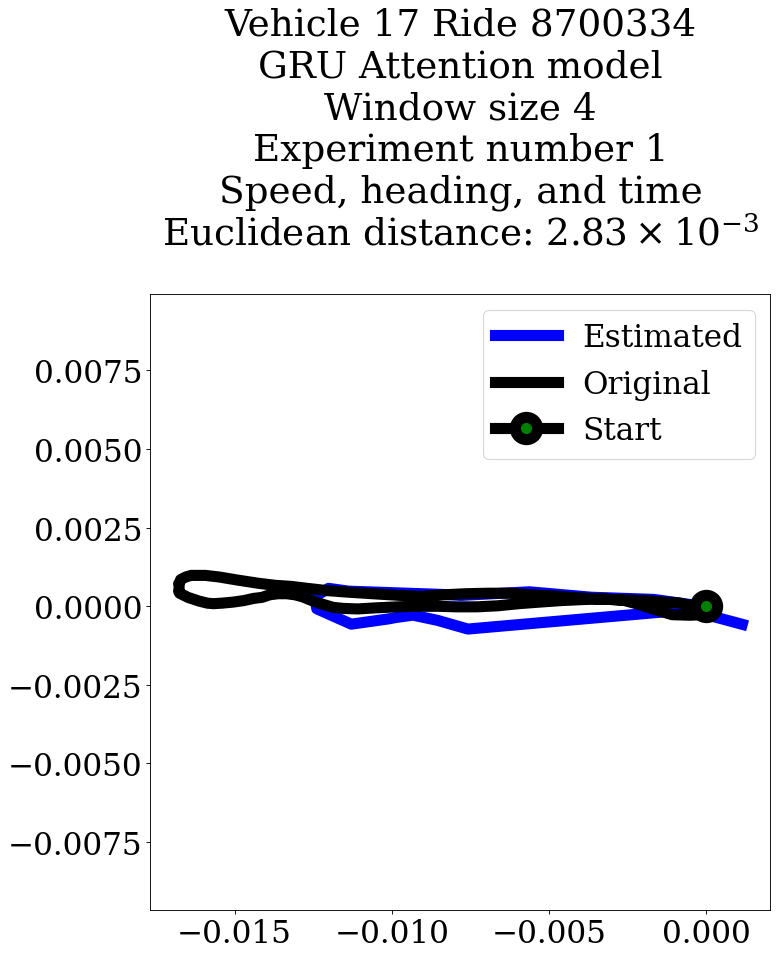 Vehicle 17 Ride 8700334
GRU Attention model
Window size 4
Experiment number 1
Speed, heading, and time
Euclidean distance: 2.83 × 10⁻³
Estimated
Original
Start
0.0075
0.0050
0.0025
0.0000
−0.0025
−0.0050
−0.0075
−0.015
−0.010
−0.005
0.000